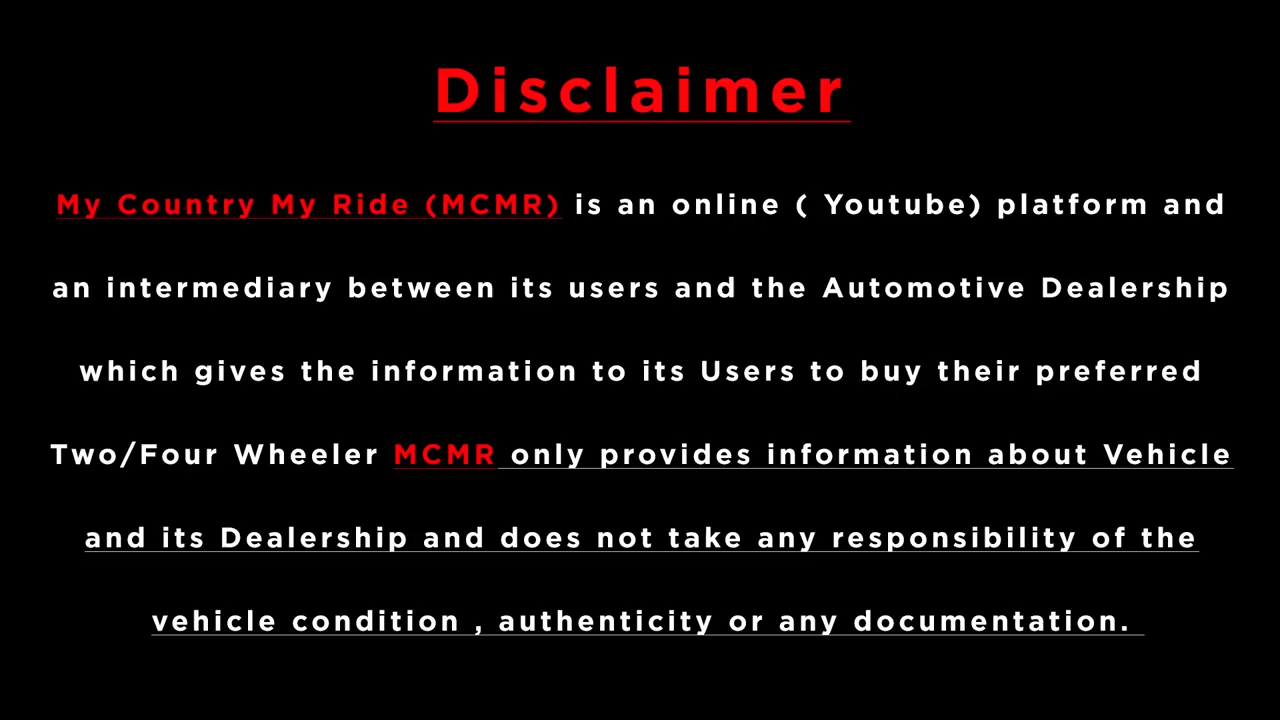 Disclaimer
My Country My Ride (MCMR) is an online ( Youtube) platform and
an intermediary between its users and the Automotive Dealership
which gives the information to its Users to buy their preferred
Two/Four Wheeler MCMR only provides information about Vehicle
and its Dealership and does not take any responsibility of the
vehicle condition , authenticity or any documentation.